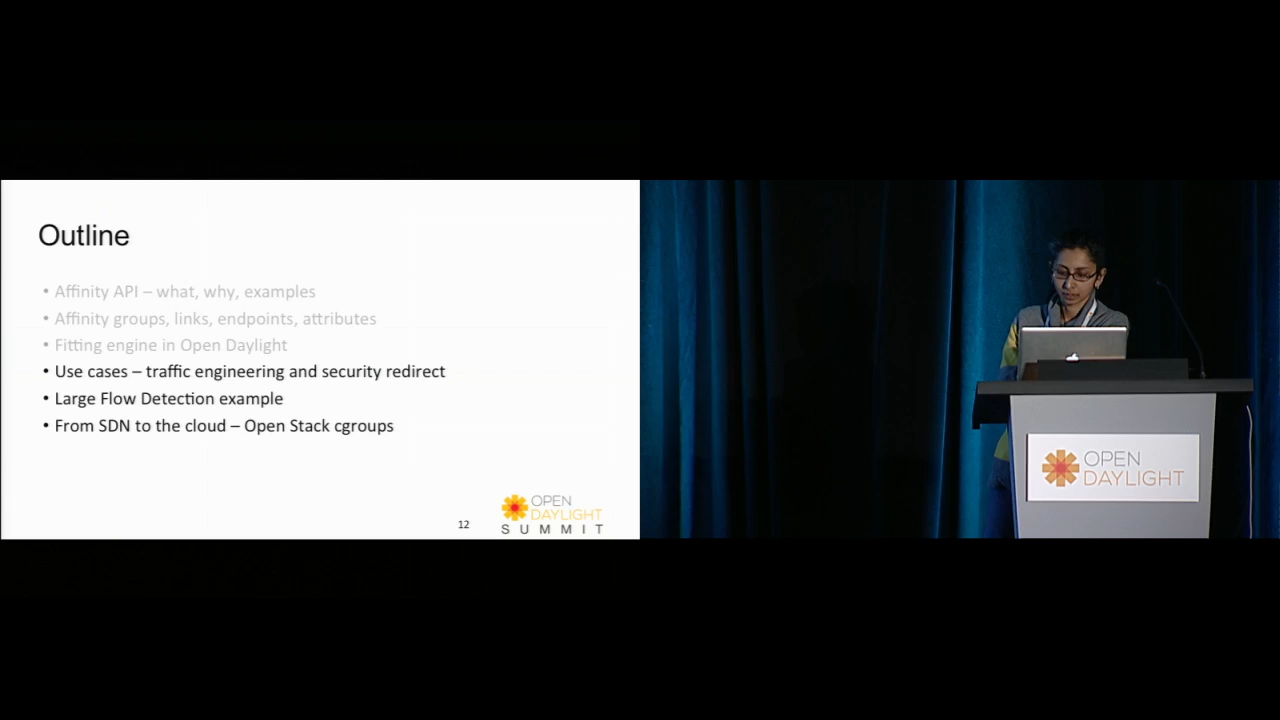 Outline
• Affinity API – what, why, examples
• Affinity groups, links, endpoints, attributes
• Fitting engine in Open Daylight
• Use cases – traffic engineering and security redirect
• Large Flow Detection example
• From SDN to the cloud – Open Stack cgroups
12
OPEN
DAYLIGHT
SUMMIT
OPEN
DAYLIGHT